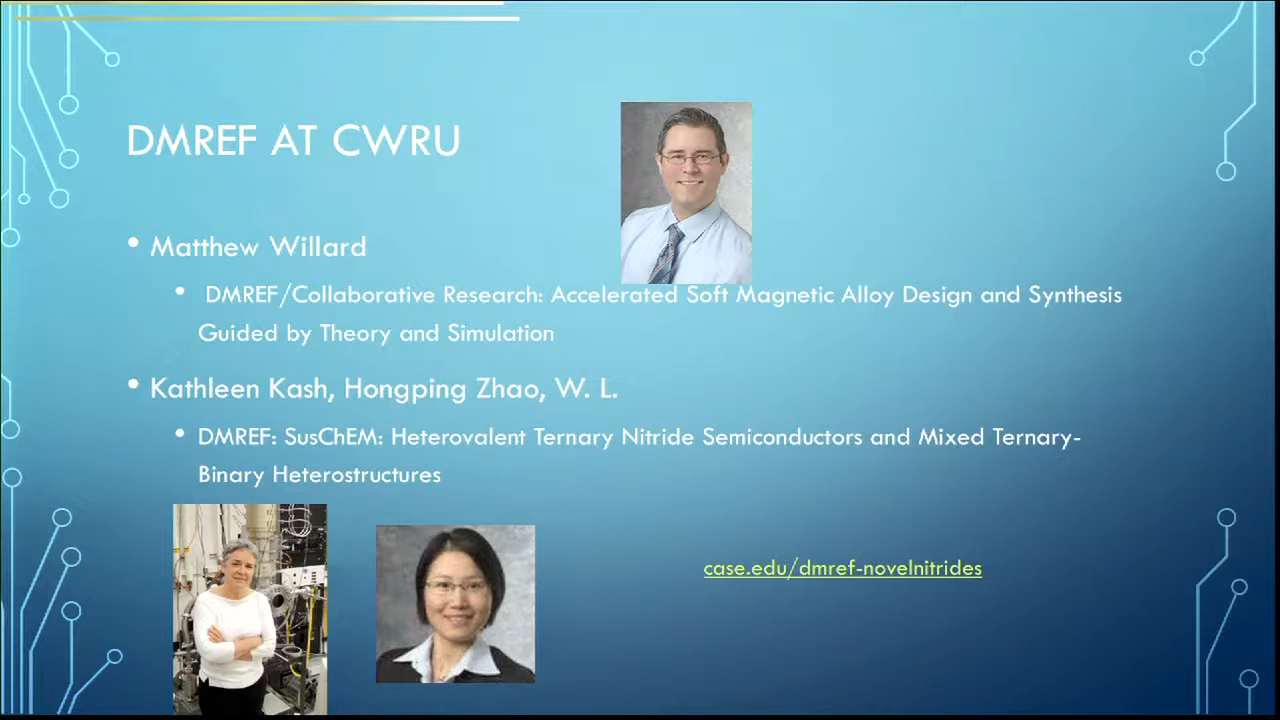 DMREF AT CWRU
• Matthew Willard
• DMREF/Collaborative Research: Accelerated Soft Magnetic Alloy Design and Synthesis
Guided by Theory and Simulation
• Kathleen Kash, Hongping Zhao, W. L.
• DMREF: SusChEM: Heterovalent Ternary Nitride Semiconductors and Mixed Ternary-
Binary Heterostructures
case.edu/dmref-novelnitrides